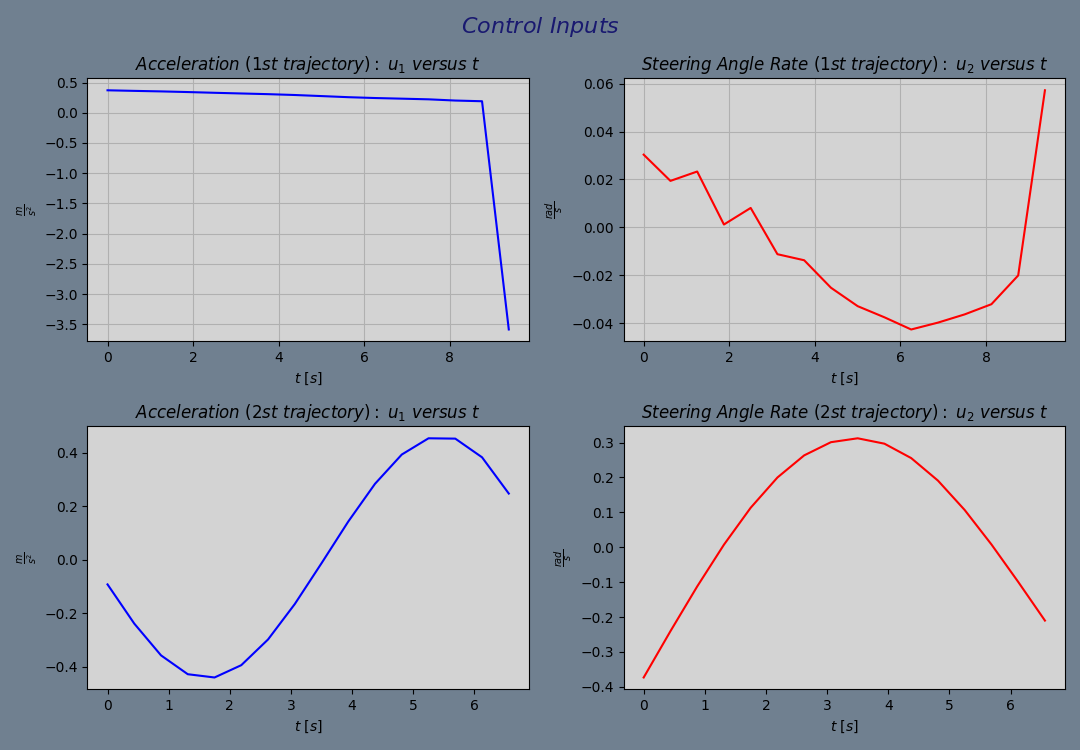 Control Inputs
Acceleration (1st trajectory) : u₁ versus t
0.5
0.0
−0.5
−1.0
−1.5
−2.0
−2.5
−3.0
−3.5
m/s²
0 2 4 6 8
t [s]
Steering Angle Rate (1st trajectory) : u₂ versus t
0.06
0.04
0.02
0.00
−0.02
−0.04
rad/s
0 2 4 6 8
t [s]
Acceleration (2st trajectory) : u₁ versus t
0.4
0.2
0.0
−0.2
−0.4
m/s²
0 1 2 3 4 5 6
t [s]
Steering Angle Rate (2st trajectory) : u₂ versus t
0.3
0.2
0.1
0.0
−0.1
−0.2
−0.3
−0.4
rad/s
0 1 2 3 4 5 6
t [s]